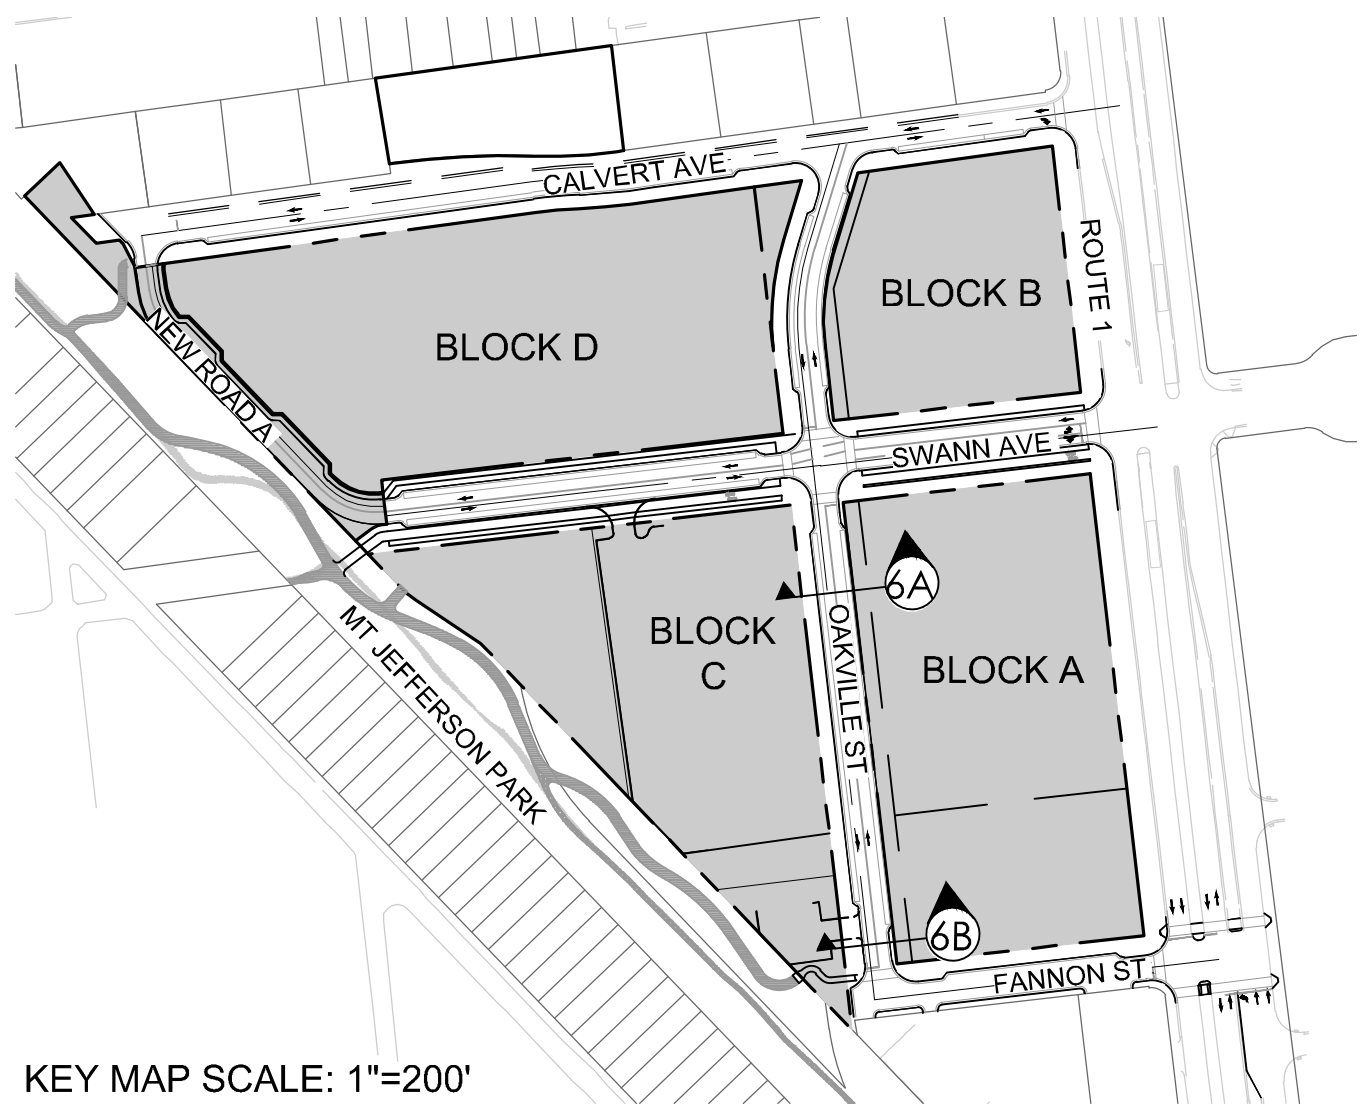 CALVERT AVE
ROUTE 1
BLOCK B
BLOCK D
NEW ROAD A
SWANN AVE
6A
BLOCK
C
OAKVILLE ST
BLOCK A
MT JEFFERSON PARK
6B
FANNON ST
KEY MAP SCALE: 1"=200'